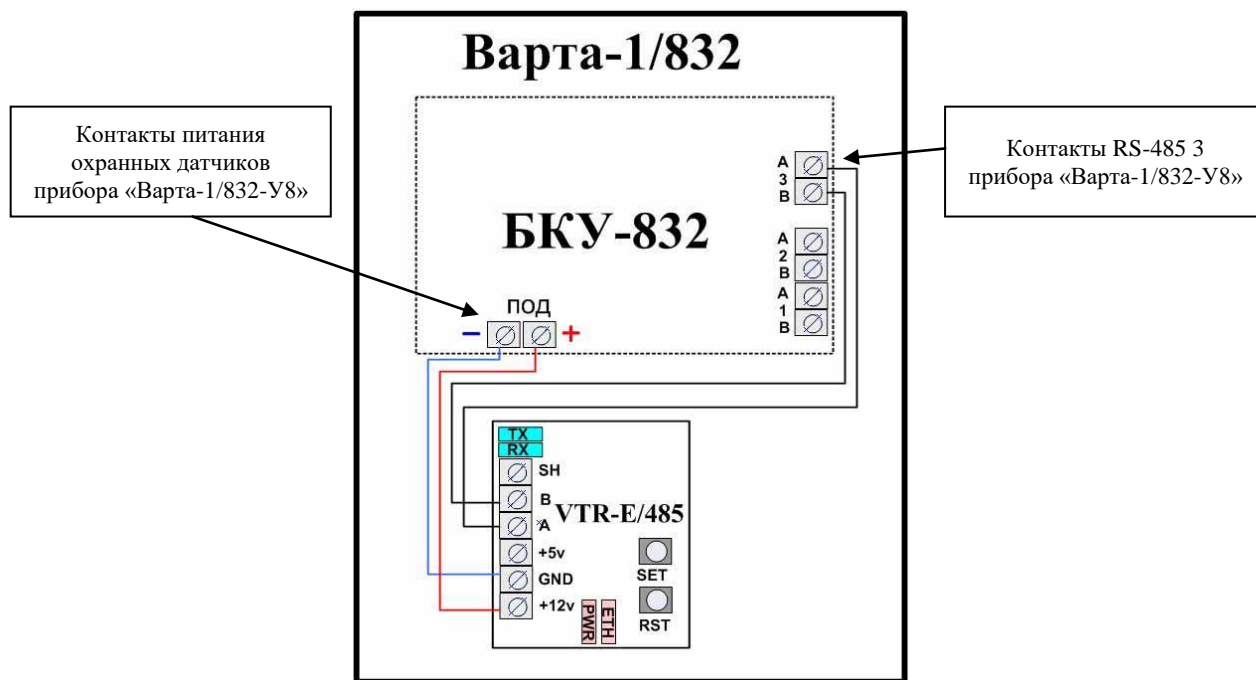 Варта-1/832
Контакты питания
охранных датчиков
прибора «Варта-1/832-У8»
Контакты RS-485 3
прибора «Варта-1/832-У8»
БКУ-832
A
3
B
A
2
B
A
1
B
ПОД
– +
TX
RX
SH
B
A
+5v
GND
+12v
VTR-E/485
SET
RST
PWR
ETH